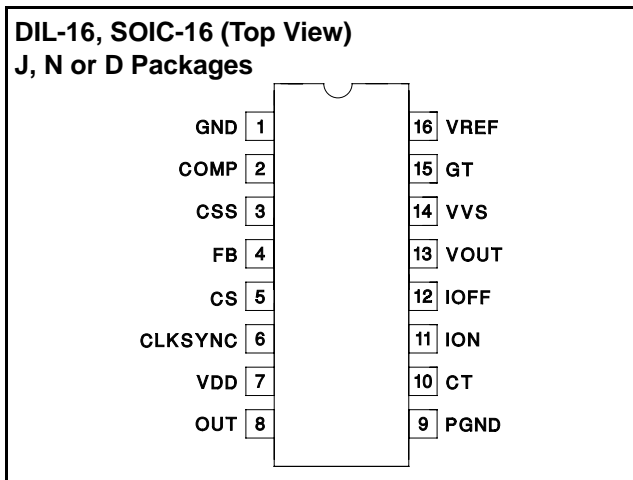 DIL-16, SOIC-16 (Top View)
J, N or D Packages
GND 1 16 VREF
COMP 2 15 GT
CSS 3 14 VVS
FB 4 13 VOUT
CS 5 12 IOFF
CLKSYNC 6 11 ION
VDD 7 10 CT
OUT 8 9 PGND